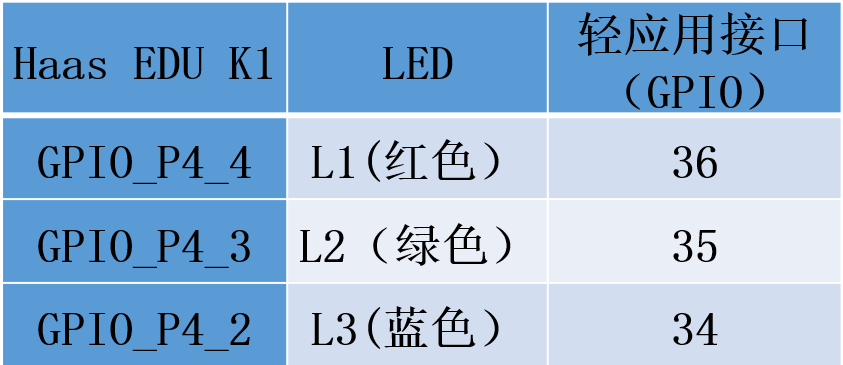 Haas EDU K1 LED 轻应用接口
（GPIO）
GPIO_P4_4 L1(红色） 36
GPIO_P4_3 L2（绿色） 35
GPIO_P4_2 L3(蓝色） 34